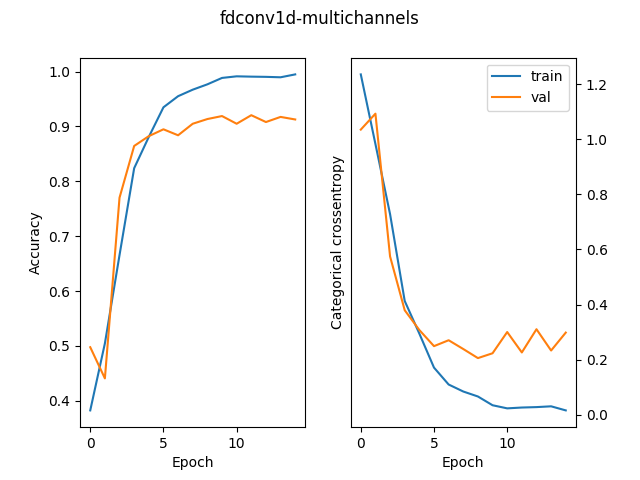 fdconv1d-multichannels
1.0
0.9
0.8
0.7
0.6
0.5
0.4
Accuracy
0
5
10
Epoch
train
val
1.2
1.0
0.8
0.6
0.4
0.2
0.0
Categorical crossentropy
0
5
10
Epoch